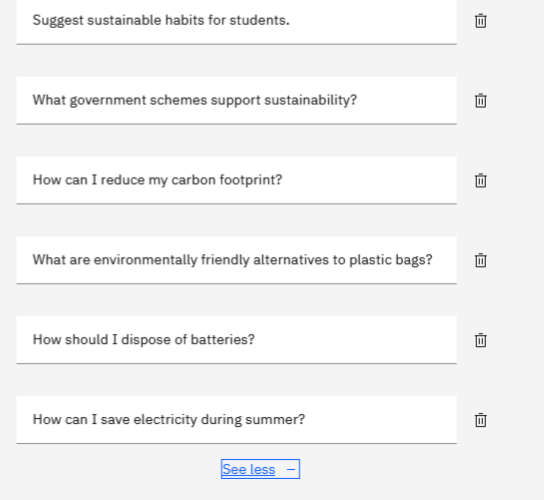 Suggest sustainable habits for students.
What government schemes support sustainability?
How can I reduce my carbon footprint?
What are environmentally friendly alternatives to plastic bags?
How should I dispose of batteries?
How can I save electricity during summer?
See less −